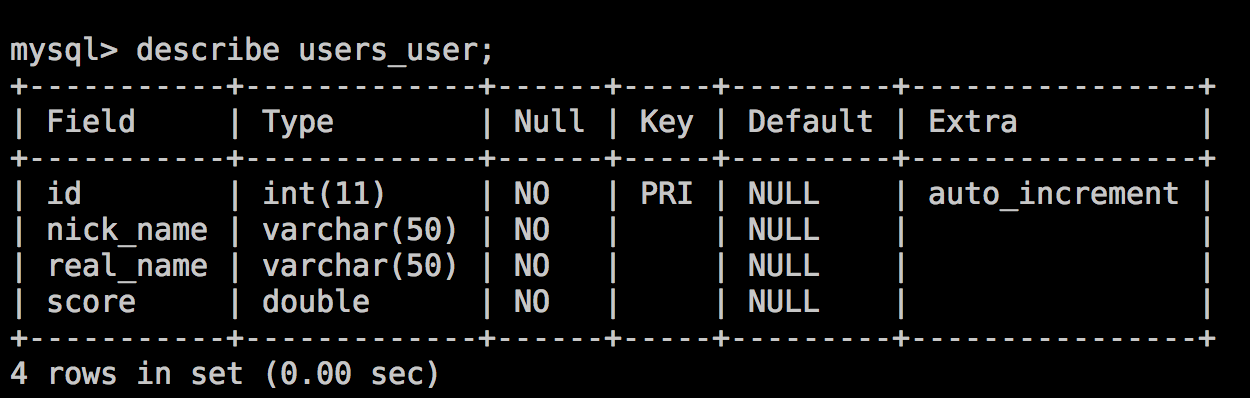 mysql> describe users_user;
+-----------+-------------+------+-----+---------+----------------+
| Field     | Type        | Null | Key | Default | Extra          |
+-----------+-------------+------+-----+---------+----------------+
| id        | int(11)     | NO   | PRI | NULL    | auto_increment |
| nick_name | varchar(50) | NO   |     | NULL    |                |
| real_name | varchar(50) | NO   |     | NULL    |                |
| score     | double      | NO   |     | NULL    |                |
+-----------+-------------+------+-----+---------+----------------+
4 rows in set (0.00 sec)